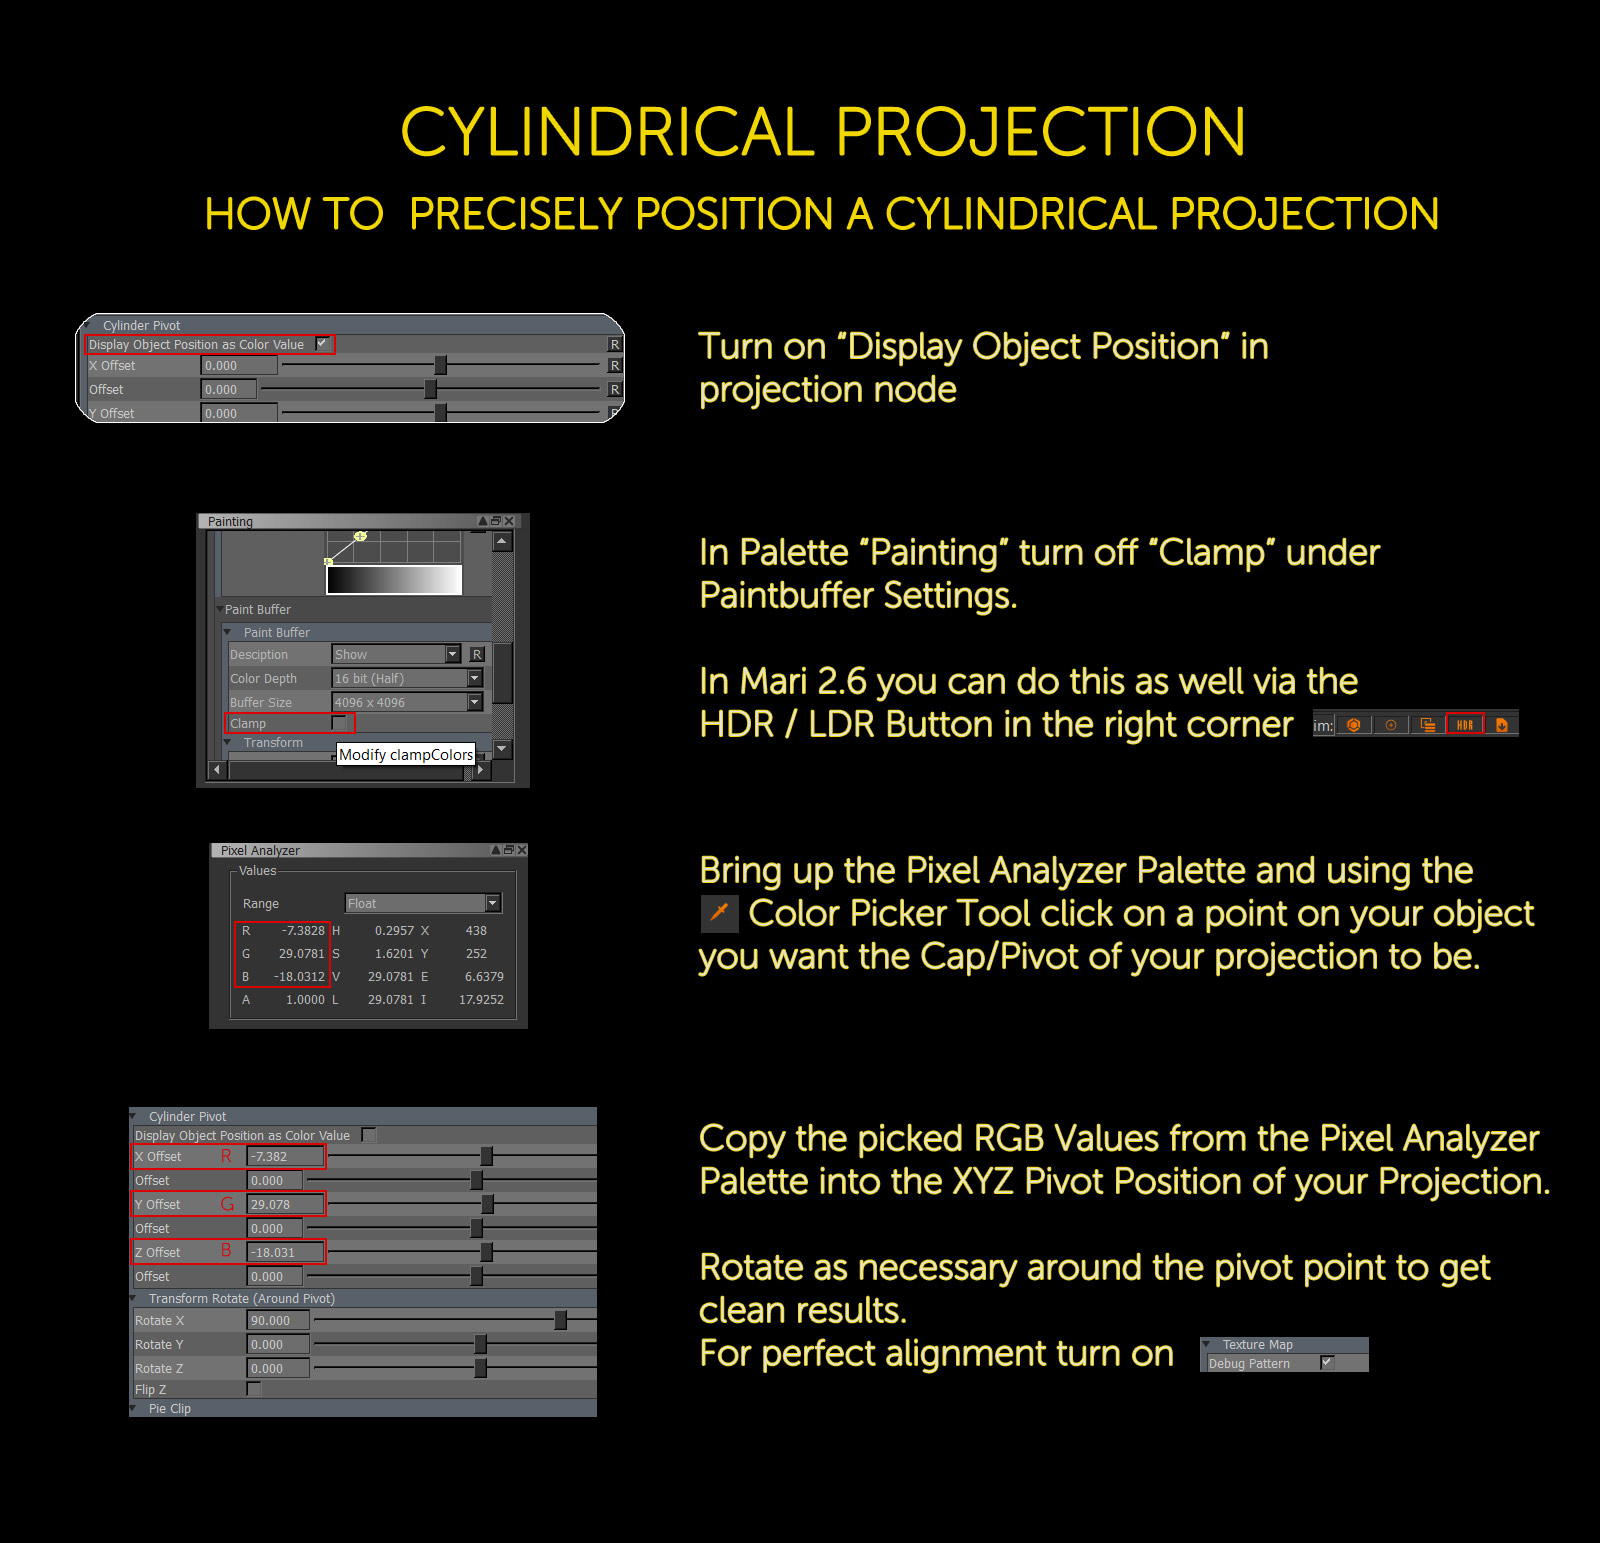 CYLINDRICAL PROJECTION
HOW TO PRECISELY POSITION A CYLINDRICAL PROJECTION
Cylinder Pivot
Display Object Position as Color Value R
X Offset 0.000 R
Offset 0.000 R
Y Offset 0.000
Turn on “Display Object Position” in
projection node
Painting
Paint Buffer
Paint Buffer
Desciption Show R
Color Depth 16 bit (Half)
Buffer Size 4096 x 4096
Clamp
Transform
Modify clampColors
In Palette “Painting” turn off “Clamp” under
Paintbuffer Settings.
In Mari 2.6 you can do this as well via the
HDR / LDR Button in the right corner
im: HDR
Pixel Analyzer
Values
Range Float
R -7.3828 H 0.2957 X 438
G 29.0781 S 1.6201 Y 252
B -18.0312 V 29.0781 E 6.6379
A 1.0000 L 29.0781 I 17.9252
Bring up the Pixel Analyzer Palette and using the
Color Picker Tool click on a point on your object
you want the Cap/Pivot of your projection to be.
Cylinder Pivot
Display Object Position as Color Value
X Offset R -7.382
Offset 0.000
Y Offset G 29.078
Offset 0.000
Z Offset B -18.031
Offset 0.000
Transform Rotate (Around Pivot)
Rotate X 90.000
Rotate Y 0.000
Rotate Z 0.000
Flip Z
Pie Clip
Copy the picked RGB Values from the Pixel Analyzer
Palette into the XYZ Pivot Position of your Projection.
Rotate as necessary around the pivot point to get
clean results.
For perfect alignment turn on
Texture Map
Debug Pattern